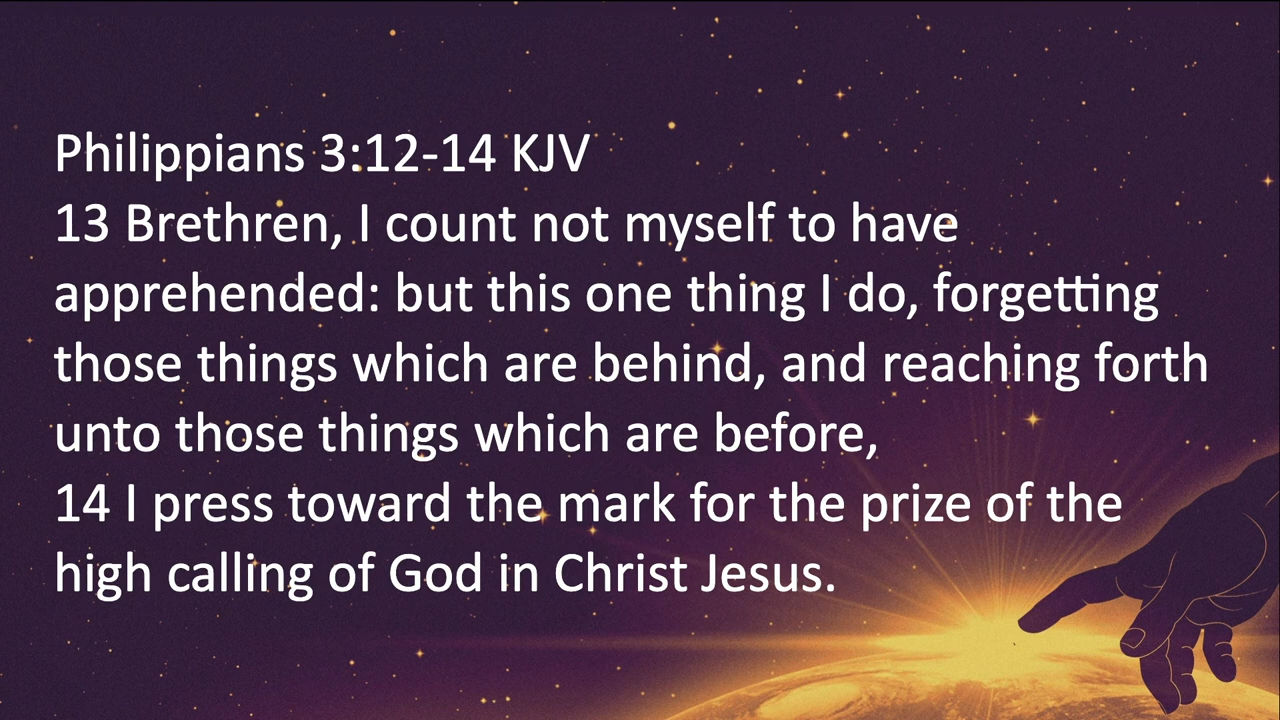 Philippians 3:12-14 KJV
13 Brethren, I count not myself to have
apprehended: but this one thing I do, forgetting
those things which are behind, and reaching forth
unto those things which are before,
14 I press toward the mark for the prize of the
high calling of God in Christ Jesus.